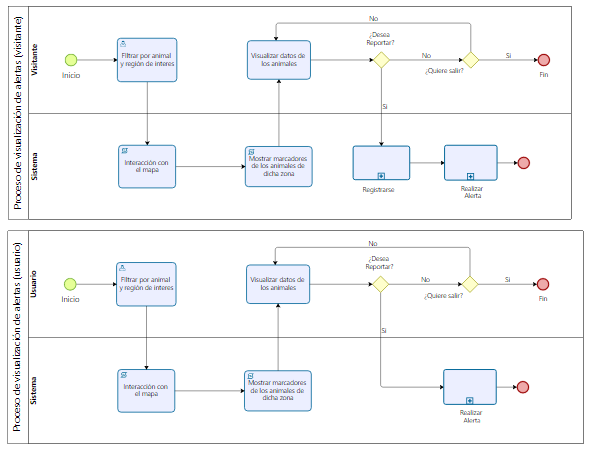 Proceso de visualización de alertas (visitante)
Visitante
Sistema
Inicio
Filtrar por animal
y región de interes
Visualizar datos de
los animales
¿Desea
Reportar?
No
No
¿Quiere salir?
Si
Fin
Si
Interacción con
el mapa
Mostrar marcadores
de los animales de
dicha zona
Registrarse
Realizar
Alerta
Proceso de visualización de alertas (usuario)
Usuario
Sistema
Inicio
Filtrar por animal
y región de interes
Visualizar datos de
los animales
¿Desea
Reportar?
No
No
¿Quiere salir?
Si
Fin
Si
Interacción con
el mapa
Mostrar marcadores
de los animales de
dicha zona
Realizar
Alerta